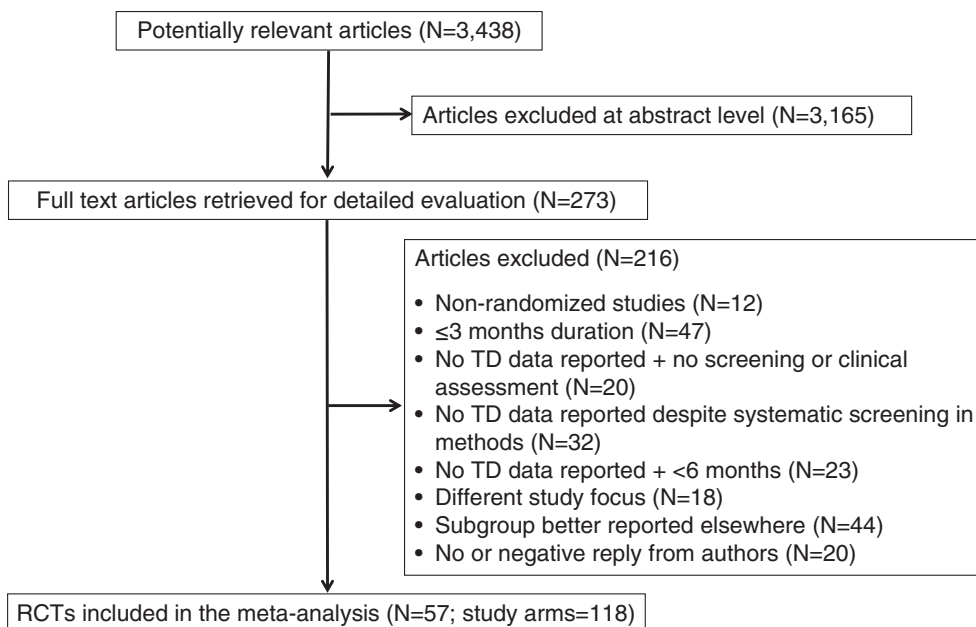 Potentially relevant articles (N=3,438)
Articles excluded at abstract level (N=3,165)
Full text articles retrieved for detailed evaluation (N=273)
Articles excluded (N=216)
• Non-randomized studies (N=12)
• ≤3 months duration (N=47)
• No TD data reported + no screening or clinical
assessment (N=20)
• No TD data reported despite systematic screening in
methods (N=32)
• No TD data reported + <6 months (N=23)
• Different study focus (N=18)
• Subgroup better reported elsewhere (N=44)
• No or negative reply from authors (N=20)
RCTs included in the meta-analysis (N=57; study arms=118)